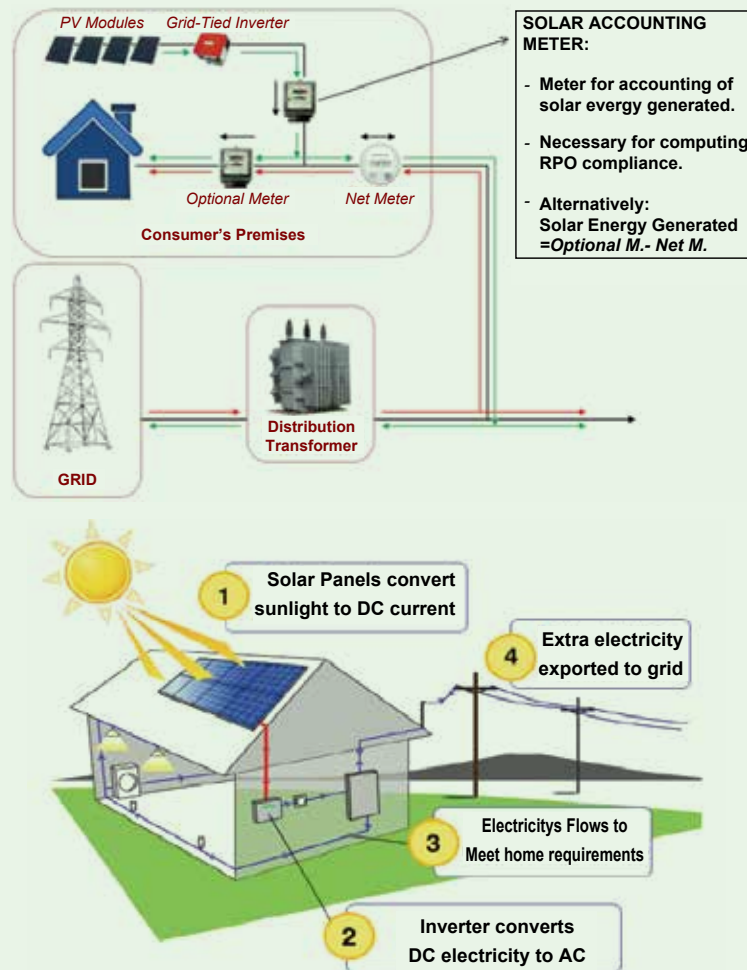 PV Modules
Grid-Tied Inverter
SOLAR ACCOUNTING
METER:
- Meter for accounting of
solar evergy generated.
- Necessary for computing
RPO compliance.
- Alternatively:
Solar Energy Generated
=Optional M.- Net M.
Optional Meter
Net Meter
Consumer's Premises
Distribution
Transformer
GRID
1
Solar Panels convert
sunlight to DC current
4
Extra electricity
exported to grid
3
Electricitys Flows to
Meet home requirements
2
Inverter converts
DC electricity to AC